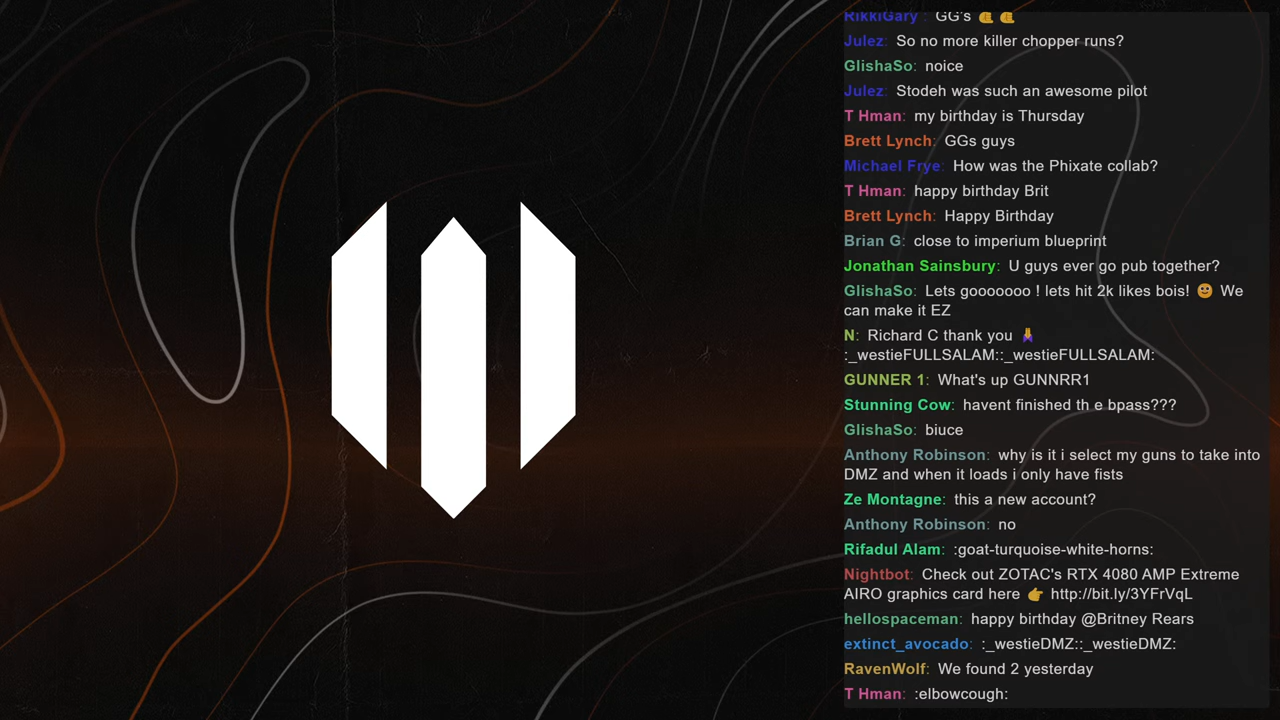 RikkiGary: GG's
Julez: So no more killer chopper runs?
GlishaSo: noice
Julez: Stodeh was such an awesome pilot
T Hman: my birthday is Thursday
Brett Lynch: GGs guys
Michael Frye: How was the Phixate collab?
T Hman: happy birthday Brit
Brett Lynch: Happy Birthday
Brian G: close to imperium blueprint
Jonathan Sainsbury: U guys ever go pub together?
GlishaSo: Lets gooooooo ! lets hit 2k likes bois! 🙂 We
can make it EZ
N: Richard C thank you
:_westieFULLSALAM::_westieFULLSALAM:
GUNNER 1: What's up GUNNRR1
Stunning Cow: havent finished th e bpass???
GlishaSo: biuce
Anthony Robinson: why is it i select my guns to take into
DMZ and when it loads i only have fists
Ze Montagne: this a new account?
Anthony Robinson: no
Rifadul Alam: :goat-turquoise-white-horns:
Nightbot: Check out ZOTAC's RTX 4080 AMP Extreme
AIRO graphics card here 👉 http://bit.ly/3YFrVqL
hellospaceman: happy birthday @Britney Rears
extinct_avocado: :_westieDMZ::_westieDMZ:
RavenWolf: We found 2 yesterday
T Hman: :elbowcough: